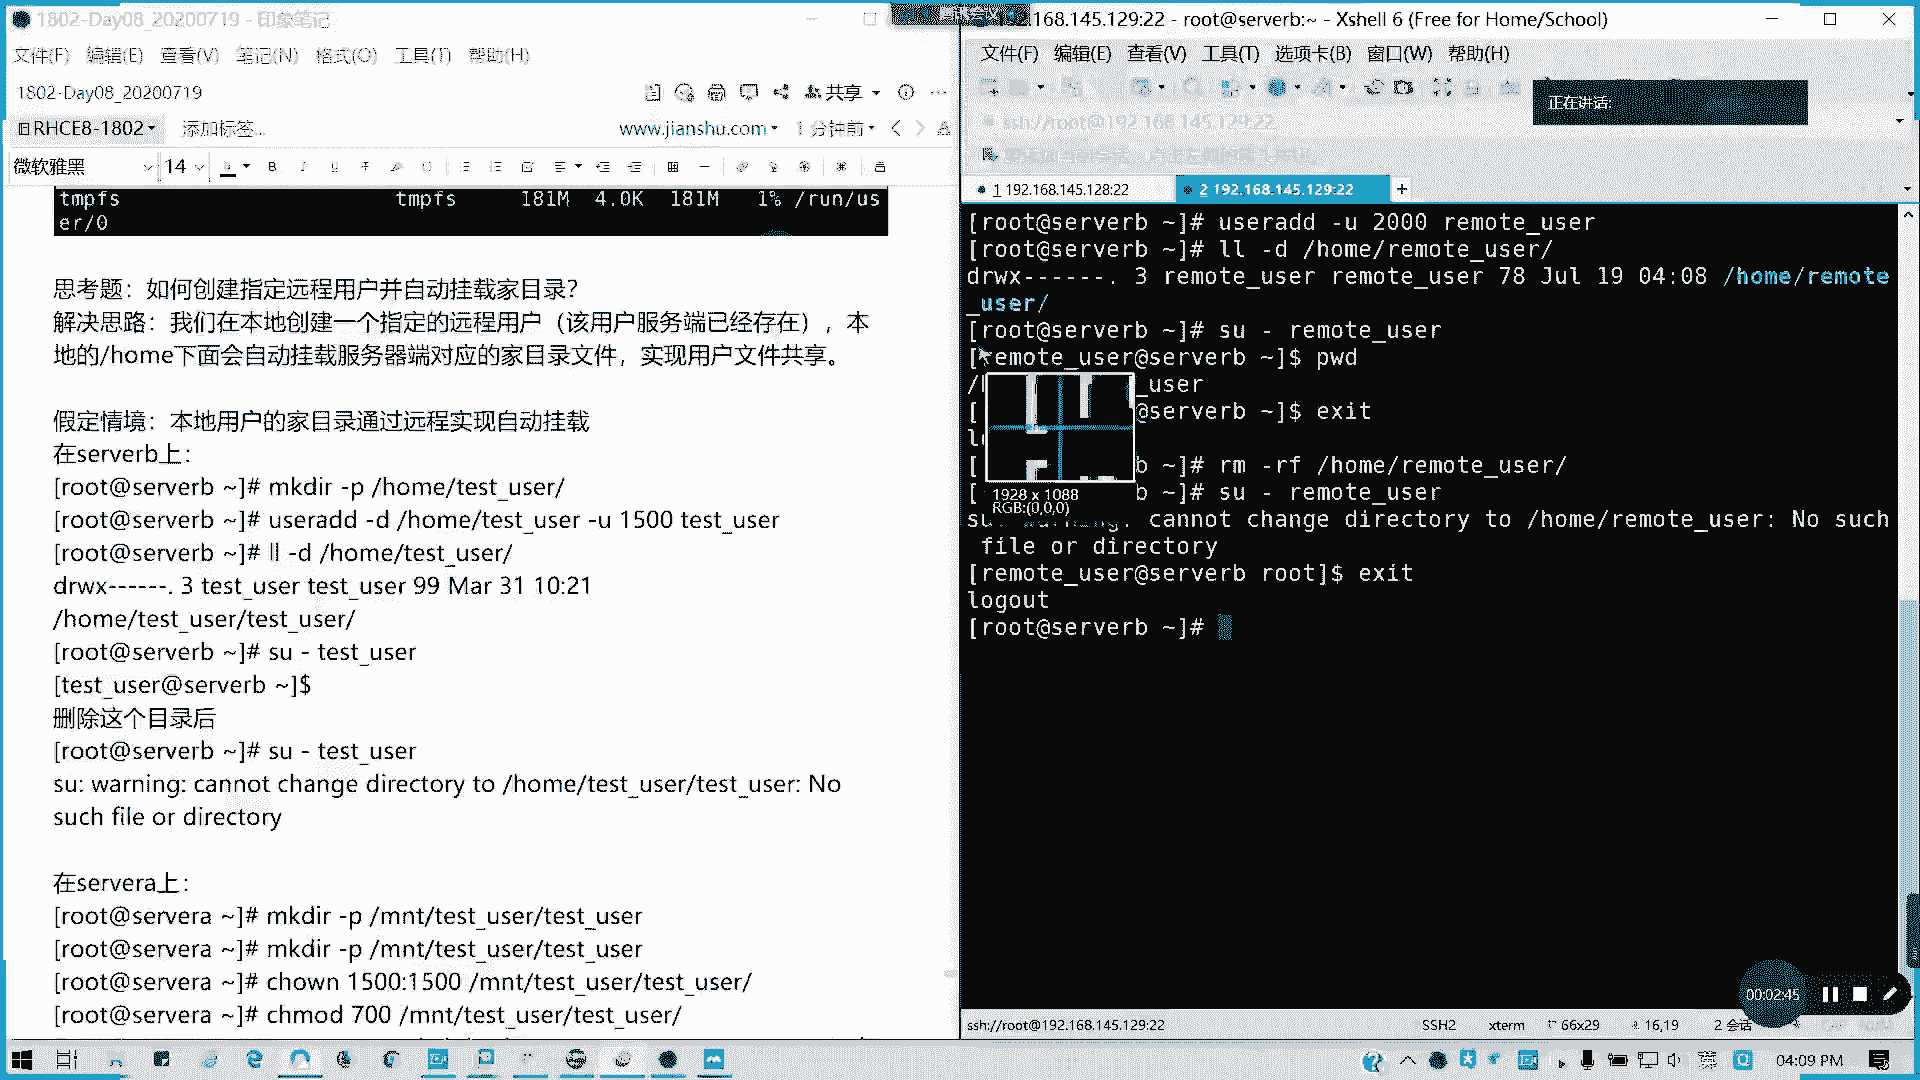 1802-Day08_20200719 - 印象笔记
文件(F) 编辑(E) 查看(V) 笔记(N) 格式(O) 工具(T) 帮助(H)
1802-Day08_20200719
共享
RHCE8-1802
添加标签...
www.jianshu.com
1 分钟前
微软雅黑
14
tmpfs tmpfs 181M 4.0K 181M 1% /run/us
er/0
思考题：如何创建指定远程用户并自动挂载家目录？
解决思路：我们在本地创建一个指定的远程用户（该用户服务端已经存在），本
地的/home下面会自动挂载服务器端对应的家目录文件，实现用户文件共享。
假定情境：本地用户的家目录通过远程实现自动挂载
在serverb上：
[root@serverb ~]# mkdir -p /home/test_user/
[root@serverb ~]# useradd -d /home/test_user -u 1500 test_user
[root@serverb ~]# ll -d /home/test_user/
drwx------. 3 test_user test_user 99 Mar 31 10:21
/home/test_user/test_user/
[root@serverb ~]# su - test_user
[test_user@serverb ~]$
删除这个目录后
[root@serverb ~]# su - test_user
su: warning: cannot change directory to /home/test_user/test_user: No
such file or directory
在servera上：
[root@servera ~]# mkdir -p /mnt/test_user/test_user
[root@servera ~]# mkdir -p /mnt/test_user/test_user
[root@servera ~]# chown 1500:1500 /mnt/test_user/test_user/
[root@servera ~]# chmod 700 /mnt/test_user/test_user/
192.168.145.129:22 - root@serverb:~ - Xshell 6 (Free for Home/School)
文件(F) 编辑(E) 查看(V) 工具(T) 选项卡(B) 窗口(W) 帮助(H)
正在讲话:
ssh://root@192.168.145.129:22
1 192.168.145.128:22
2 192.168.145.129:22
[root@serverb ~]# useradd -u 2000 remote_user
[root@serverb ~]# ll -d /home/remote_user/
drwx------. 3 remote_user remote_user 78 Jul 19 04:08 /home/remote
_user/
[root@serverb ~]# su - remote_user
[remote_user@serverb ~]$ pwd
_user
@serverb ~]$ exit
b ~]# rm -rf /home/remote_user/
b ~]# su - remote_user
1928 x 1088
RGB:(0,0,0)
cannot change directory to /home/remote_user: No such
file or directory
[remote_user@serverb root]$ exit
logout
[root@serverb ~]#
00:02:45
ssh://root@192.168.145.129:22
SSH2
xterm
66x29
16,19
2 会话
英
04:09 PM